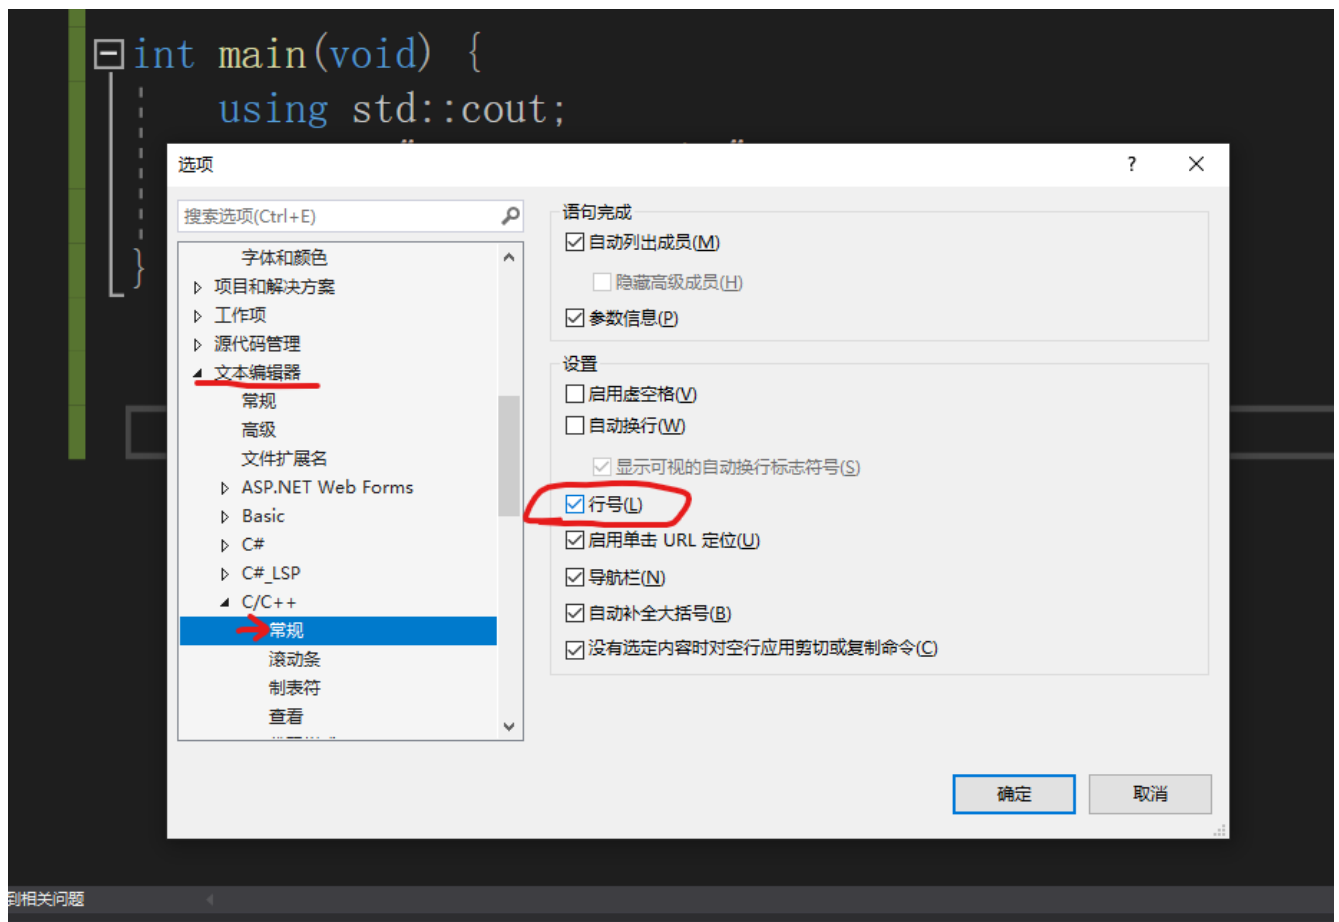 int main(void) {
using std::cout;
}
选项
?
搜索选项(Ctrl+E)
字体和颜色
项目和解决方案
工作项
源代码管理
文本编辑器
常规
高级
文件扩展名
ASP.NET Web Forms
Basic
C#
C#_LSP
C/C++
常规
滚动条
制表符
查看
语句完成
自动列出成员(M)
隐藏高级成员(H)
参数信息(P)
设置
启用虚空格(V)
自动换行(W)
显示可视的自动换行标志符号(S)
行号(L)
启用单击 URL 定位(U)
导航栏(N)
自动补全大括号(B)
没有选定内容时对空行应用剪切或复制命令(C)
确定
取消
到相关问题